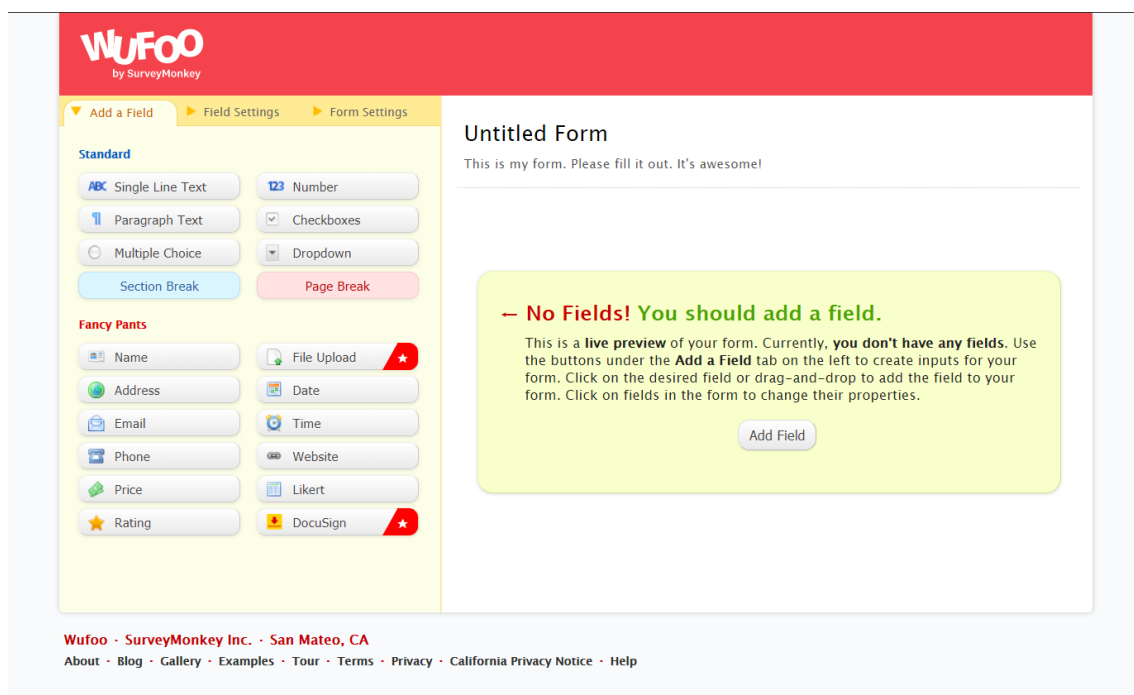 WUFOO
by SurveyMonkey
Add a Field
Field Settings
Form Settings
Standard
ABC Single Line Text
123 Number
¶ Paragraph Text
Checkboxes
Multiple Choice
Dropdown
Section Break
Page Break
Fancy Pants
Name
File Upload
Address
Date
Email
Time
Phone
Website
Price
Likert
Rating
DocuSign
Untitled Form
This is my form. Please fill it out. It's awesome!
← No Fields! You should add a field.
This is a live preview of your form. Currently, you don't have any fields. Use
the buttons under the Add a Field tab on the left to create inputs for your
form. Click on the desired field or drag-and-drop to add the field to your
form. Click on fields in the form to change their properties.
Add Field
Wufoo · SurveyMonkey Inc. · San Mateo, CA
About · Blog · Gallery · Examples · Tour · Terms · Privacy · California Privacy Notice · Help